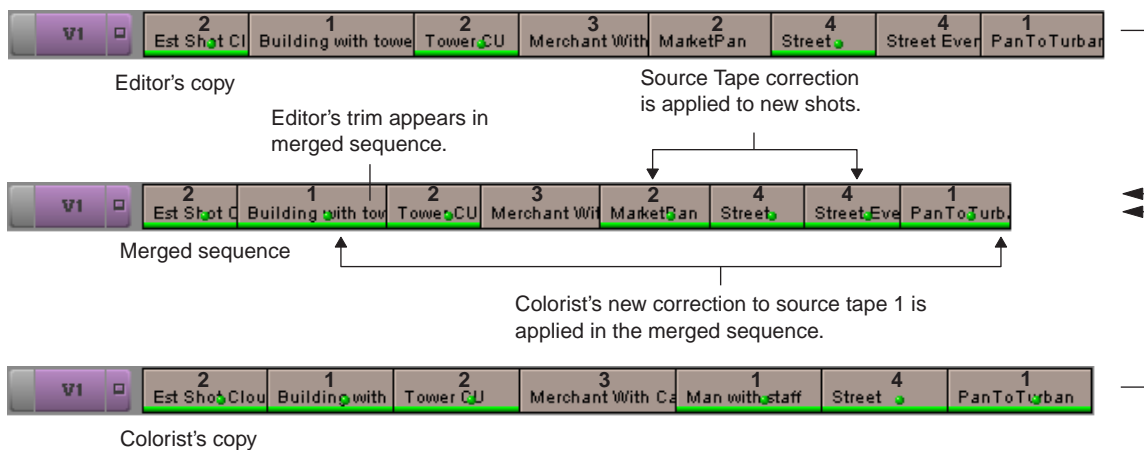 V1 2 1 2 3 2 4 4 1
Est Shot Cl Building with towe Tower CU Merchant With MarketPan Street Street Even PanToTurban
Editor's copy
Source Tape correction
is applied to new shots.
Editor's trim appears in
merged sequence.
V1 2 1 2 3 2 4 4 1
Est Shot C Building with tow Tower CU Merchant Wit MarketPan Street Street Eve PanToTurb
Merged sequence
Colorist's new correction to source tape 1 is
applied in the merged sequence.
V1 2 1 2 3 1 4 1
Est Shot Clou Building with Tower CU Merchant With Ca Man with staff Street PanToTurban
Colorist's copy